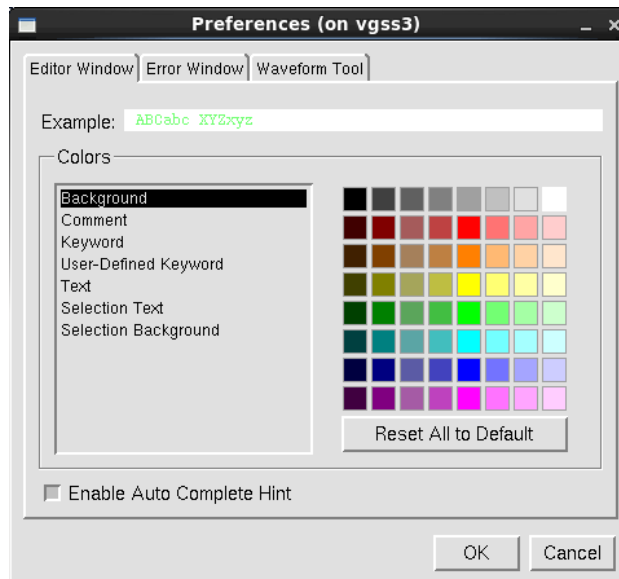 Preferences (on vgss3)
Editor Window Error Window Waveform Tool
Example: ABCabc XYZxyz
Colors
Background
Comment
Keyword
User-Defined Keyword
Text
Selection Text
Selection Background
Reset All to Default
Enable Auto Complete Hint
OK Cancel